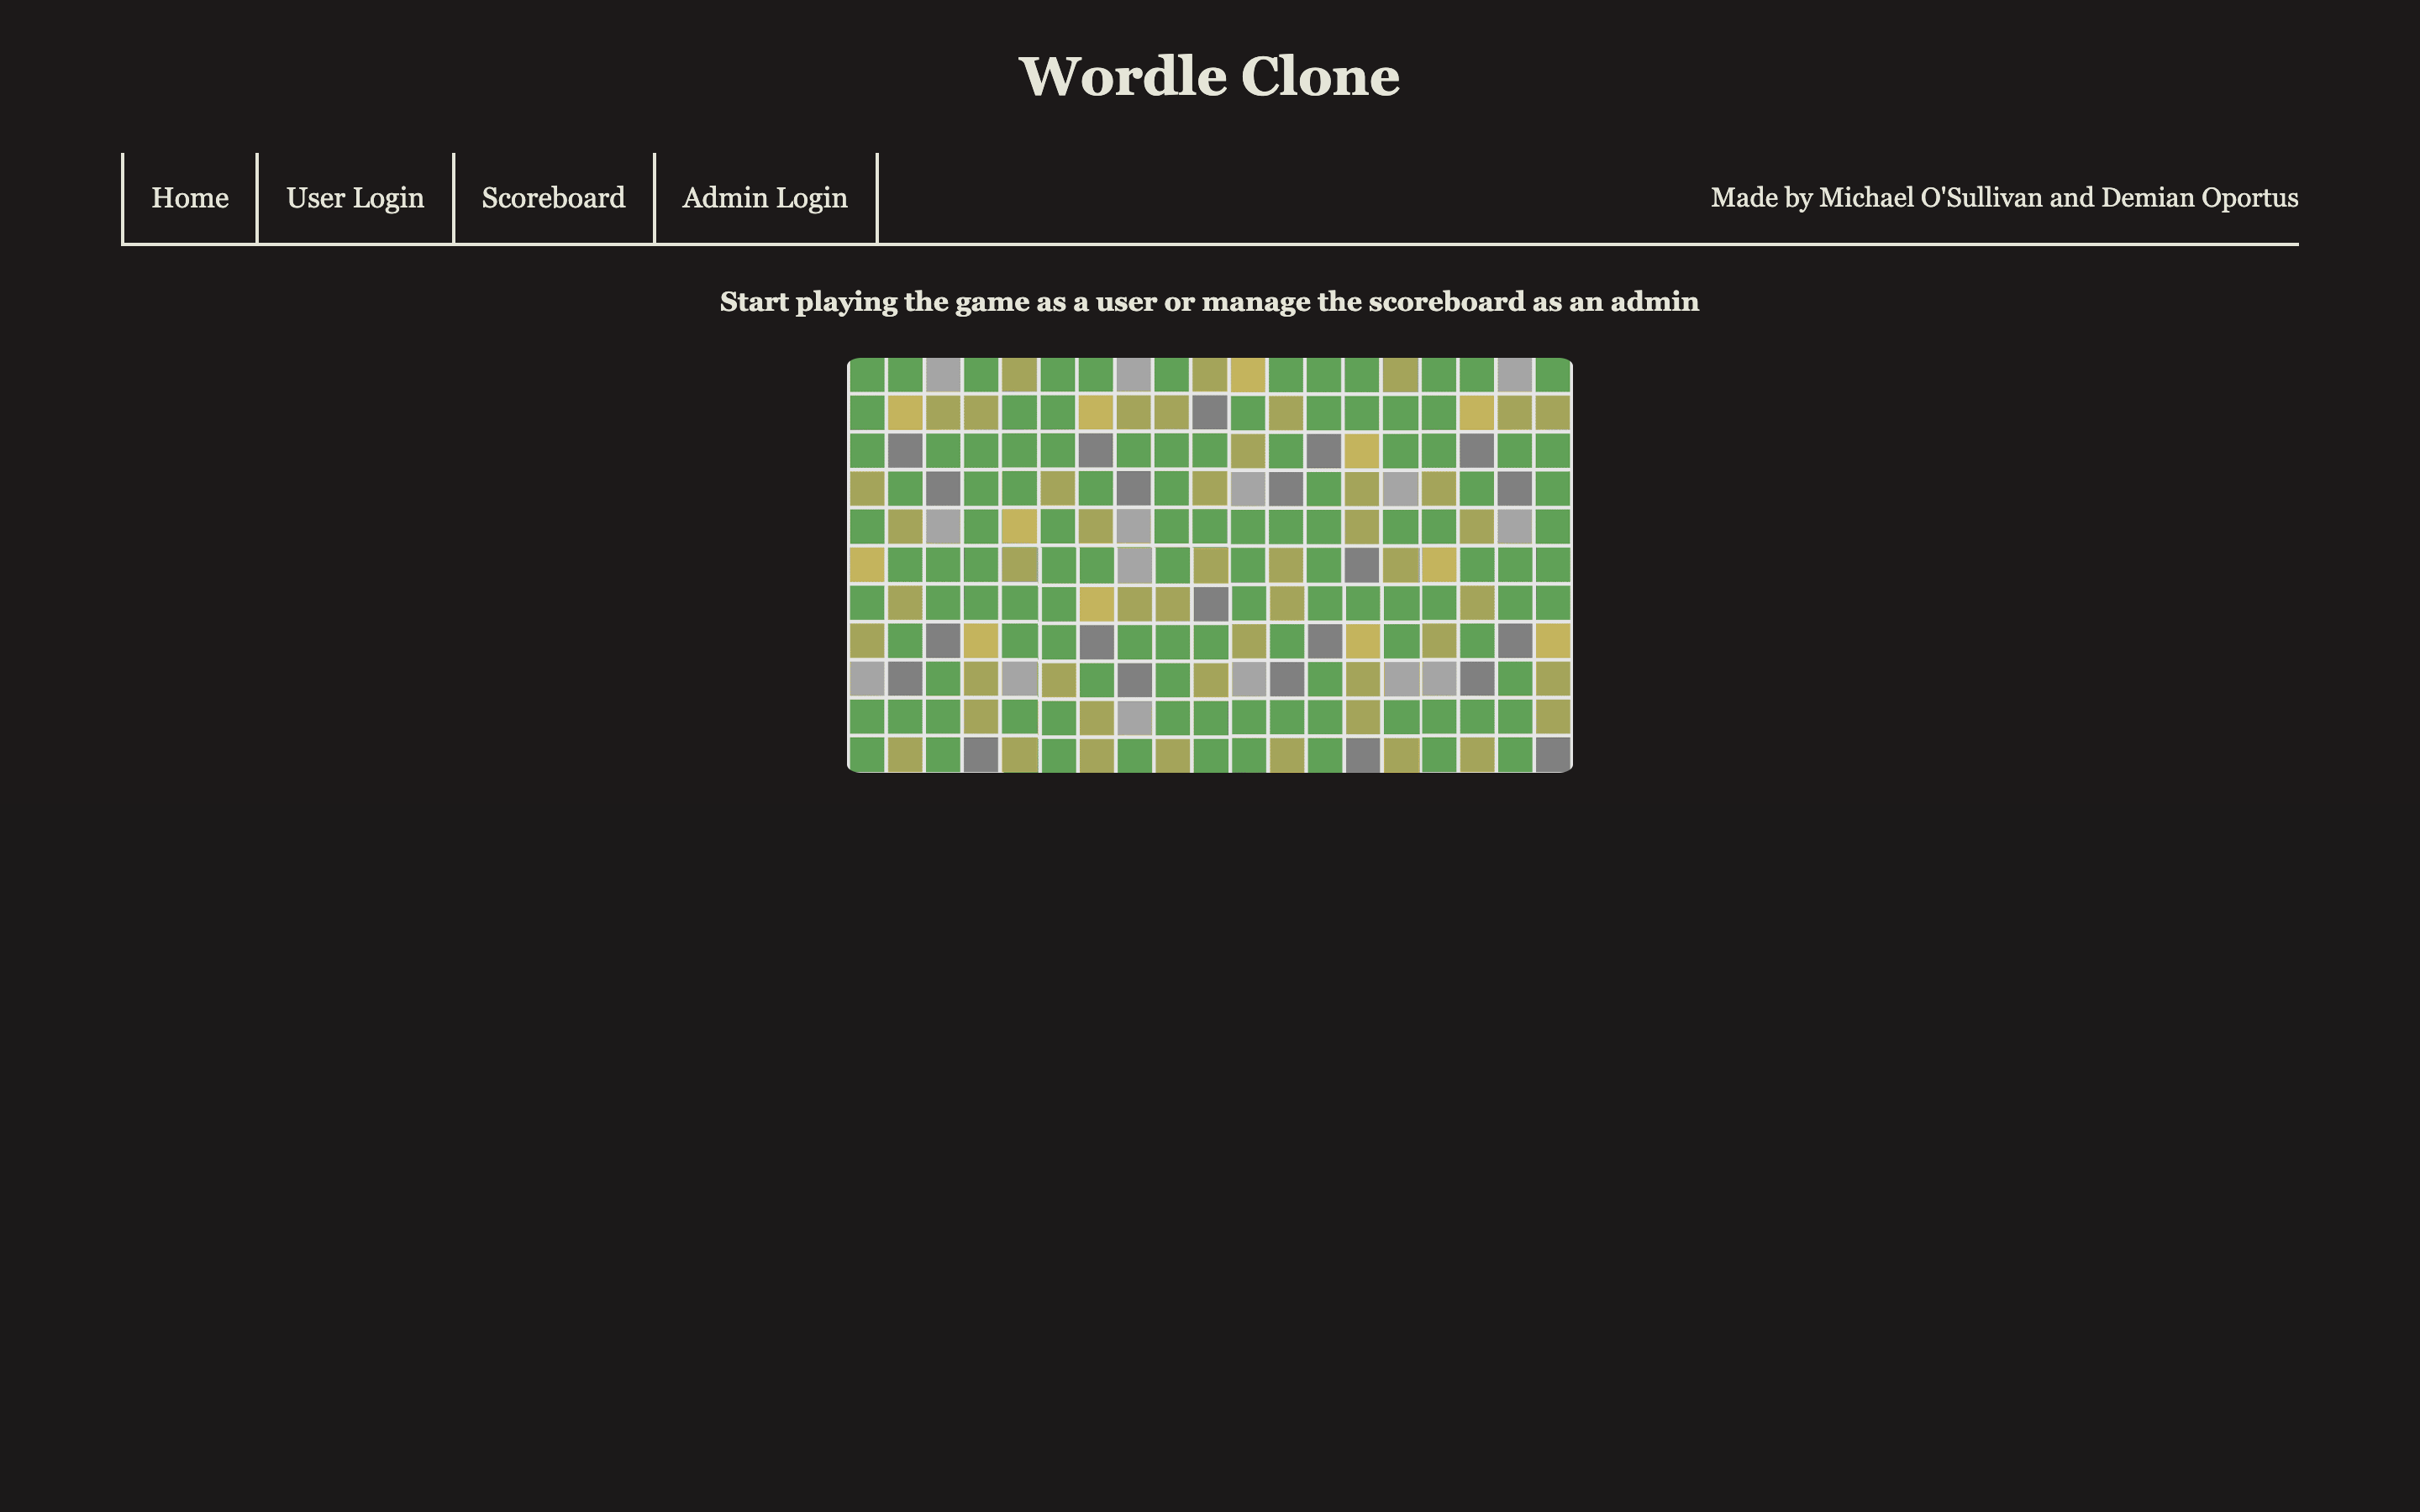 Wordle Clone
Home
User Login
Scoreboard
Admin Login
Made by Michael O'Sullivan and Demian Oportus
Start playing the game as a user or manage the scoreboard as an admin